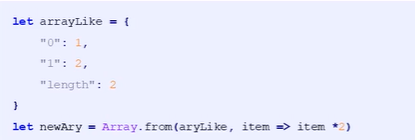 let arrayLike = {
    "0": 1,
    "1": 2,
    "length": 2
}
let newAry = Array.from(aryLike, item => item *2)